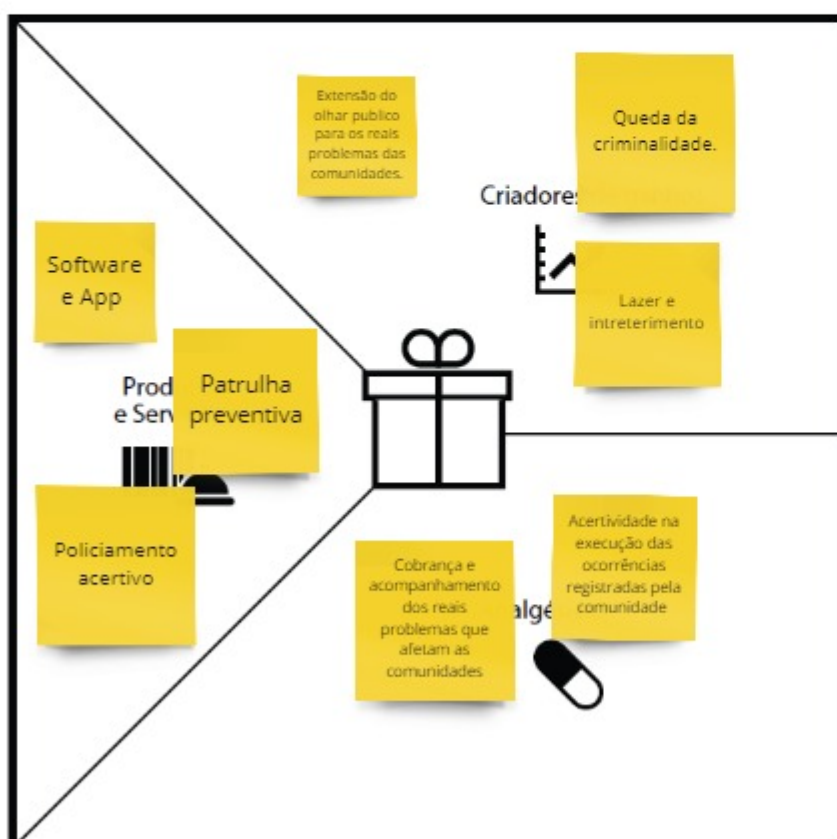 Extensão do
olhar publico
para os reais
problemas das
comunidades.
Queda da
criminalidade.
Criadores
Lazer e
intreterimento
Software
e App
Prod
e Serv
Patrulha
preventiva
Policiamento
acertivo
Cobrança e
acompanhamento
dos reais
problemas que
afetam as
comunidades
Acertividade na
execução das
ocorrências
registradas pela
comunidade
algé